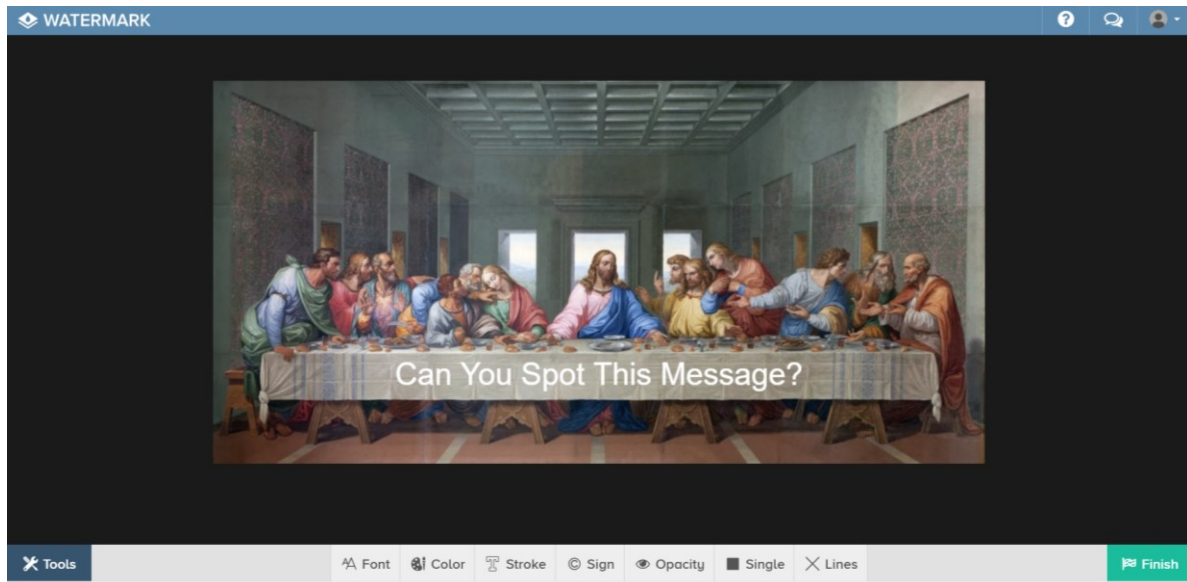 WATERMARK
Can You Spot This Message?
Tools
Font
Color
Stroke
© Sign
Opacity
Single
Lines
Finish